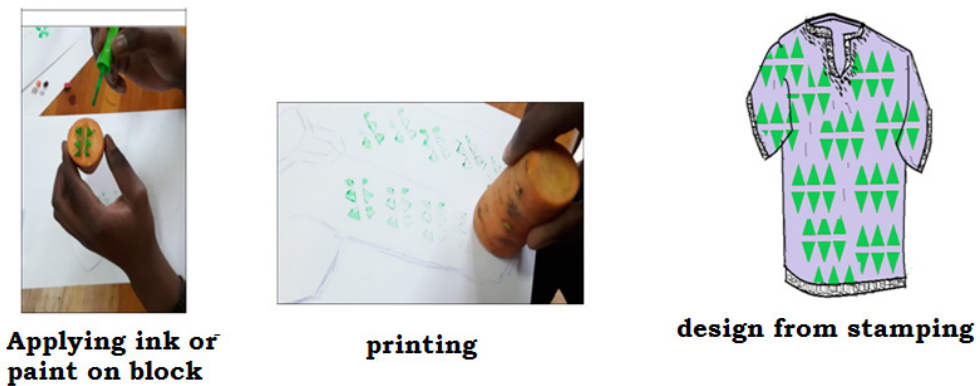 Applying ink or
paint on block
printing
design from stamping